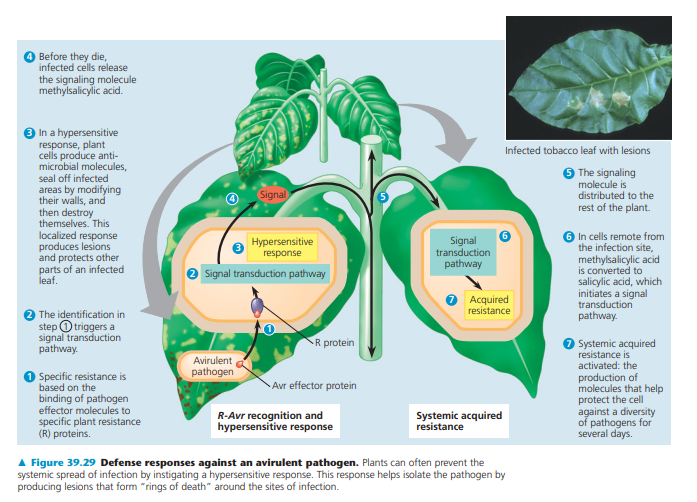 4 Before they die,
infected cells release
the signaling molecule
methylsalicylic acid.
3 In a hypersensitive
response, plant
cells produce anti-
microbial molecules,
seal off infected
areas by modifying
their walls, and
then destroy
themselves. This
localized response
produces lesions
and protects other
parts of an infected
leaf.
2 The identification in
step 1 triggers a
signal transduction
pathway.
1 Specific resistance is
based on the
binding of pathogen
effector molecules to
specific plant resistance
(R) proteins.
4
Signal
3 Hypersensitive
response
2 Signal transduction pathway
1
R protein
Avirulent
pathogen
Avr effector protein
R-Avr recognition and
hypersensitive response
5
Signal
transduction
pathway
6
7 Acquired
resistance
Systemic acquired
resistance
Infected tobacco leaf with lesions
5 The signaling
molecule is
distributed to the
rest of the plant.
6 In cells remote from
the infection site,
methylsalicylic acid
is converted to
salicylic acid, which
initiates a signal
transduction
pathway.
7 Systemic acquired
resistance is
activated: the
production of
molecules that help
protect the cell
against a diversity
of pathogens for
several days.
▲ Figure 39.29 Defense responses against an avirulent pathogen. Plants can often prevent the
systemic spread of infection by instigating a hypersensitive response. This response helps isolate the pathogen by
producing lesions that form “rings of death” around the sites of infection.